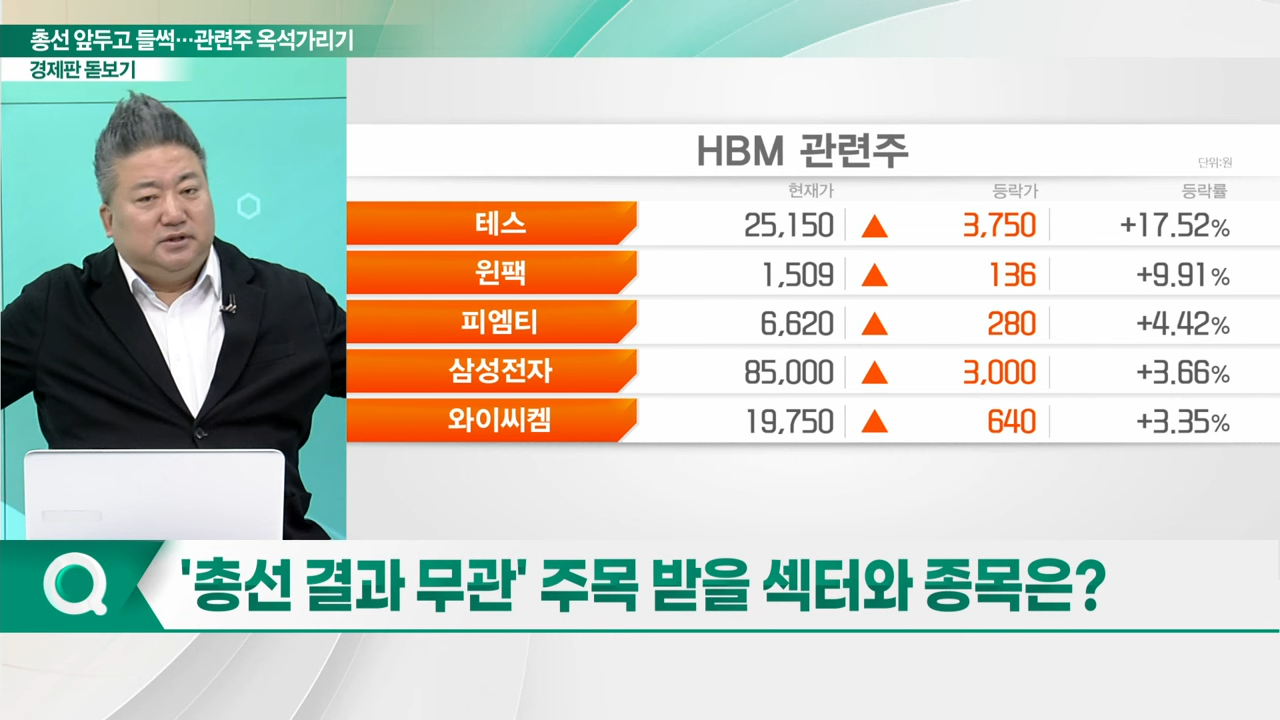 총선 앞두고 들썩…관련주 옥석가리기
경제판 돋보기
HBM 관련주
단위:원
현재가 등락가 등락률
테스 25,150 ▲ 3,750 +17.52%
윈팩 1,509 ▲ 136 +9.91%
피엠티 6,620 ▲ 280 +4.42%
삼성전자 85,000 ▲ 3,000 +3.66%
와이씨켐 19,750 ▲ 640 +3.35%
'총선 결과 무관' 주목 받을 섹터와 종목은?